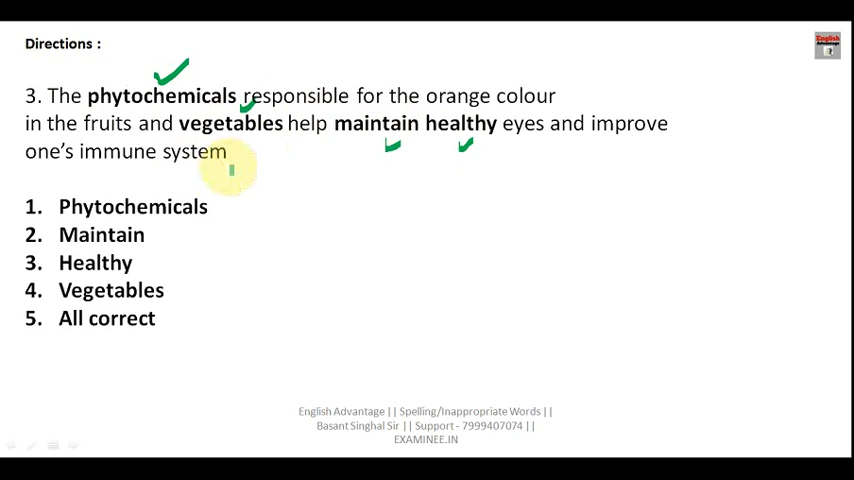 Directions :
English
Advantage
3. The phytochemicals responsible for the orange colour
in the fruits and vegetables help maintain healthy eyes and improve
one's immune system
1. Phytochemicals
2. Maintain
3. Healthy
4. Vegetables
5. All correct
English Advantage || Spelling/Inappropriate Words ||
Basant Singhal Sir || Support - 7999407074 ||
EXAMINEE.IN